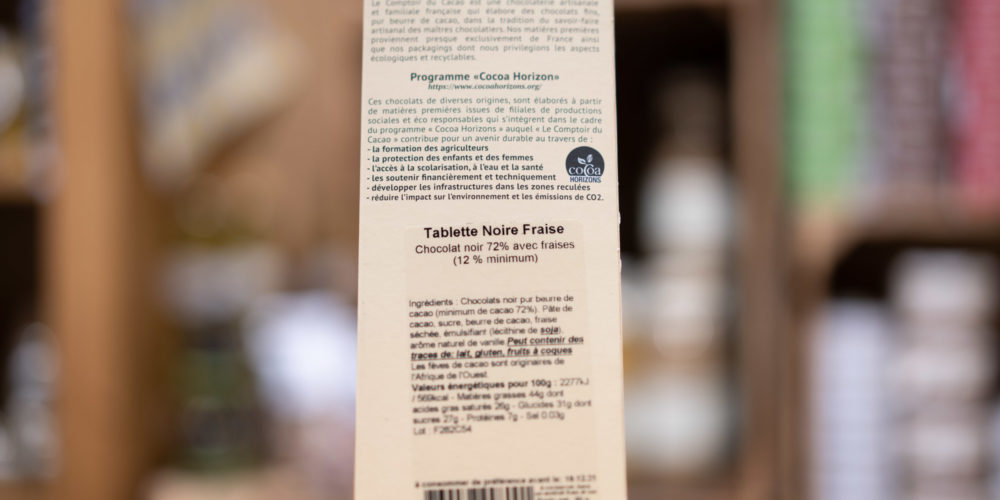 Le Comptoir du Cacao est une chocolaterie artisanale
et familiale française qui élabore des chocolats fins,
pur beurre de cacao, dans la tradition du savoir-faire
artisanal des maîtres chocolatiers. Nos matières premières
proviennent presque exclusivement de France ainsi
que nos packagings dont nous privilegions les aspects
écologiques et recyclables.
Programme «Cocoa Horizon»
https://www.cocoahorizons.org/
Ces chocolats de diverses origines, sont élaborés à partir
de matières premières issues de filiales de productions
sociales et éco responsables qui s'intègrent dans le cadre
du programme « Cocoa Horizons » auquel « Le Comptoir du
Cacao » contribue pour un avenir durable au travers de :
- la formation des agriculteurs
- la protection des enfants et des femmes
- l'accès à la scolarisation, à l'eau et la santé
- les soutenir financièrement et techniquement
- développer les infrastructures dans les zones reculées
- réduire l'impact sur l'environnement et les émissions de CO2.
cocoa
HORIZONS
Tablette Noire Fraise
Chocolat noir 72% avec fraises
(12 % minimum)
Ingrédients : Chocolats noir pur beurre de
cacao (minimum de cacao 72%). Pâte de
cacao, sucre, beurre de cacao, fraise
séchée, émulsifiant (lécithine de soja),
arôme naturel de vanille. Peut contenir des
traces de: lait, gluten, fruits à coques
Les fèves de cacao sont originaires de
l'Afrique de l'Ouest.
Valeurs énergétiques pour 100g : 2277kJ
/ 569kcal - Matières grasses 44g dont
acides gras saturés 26g - Glucides 31g dont
sucres 27g - Protéines 7g - Sel 0.03g
Lot : F282C54
à consommer de préférence avant le: 18.12.25